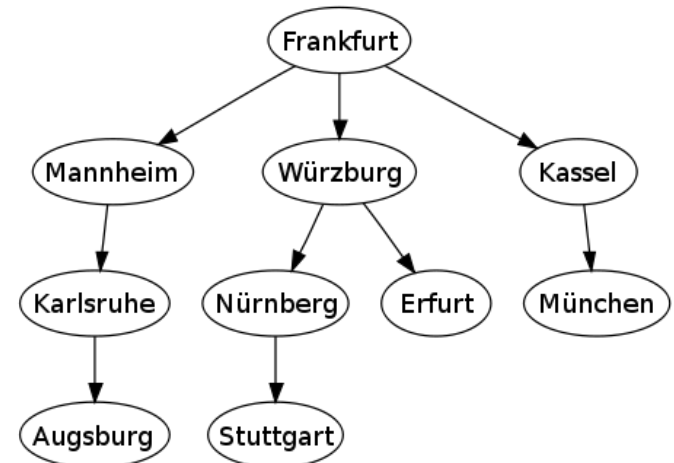 Frankfurt
Mannheim
Würzburg
Kassel
Karlsruhe
Nürnberg
Erfurt
München
Augsburg
Stuttgart